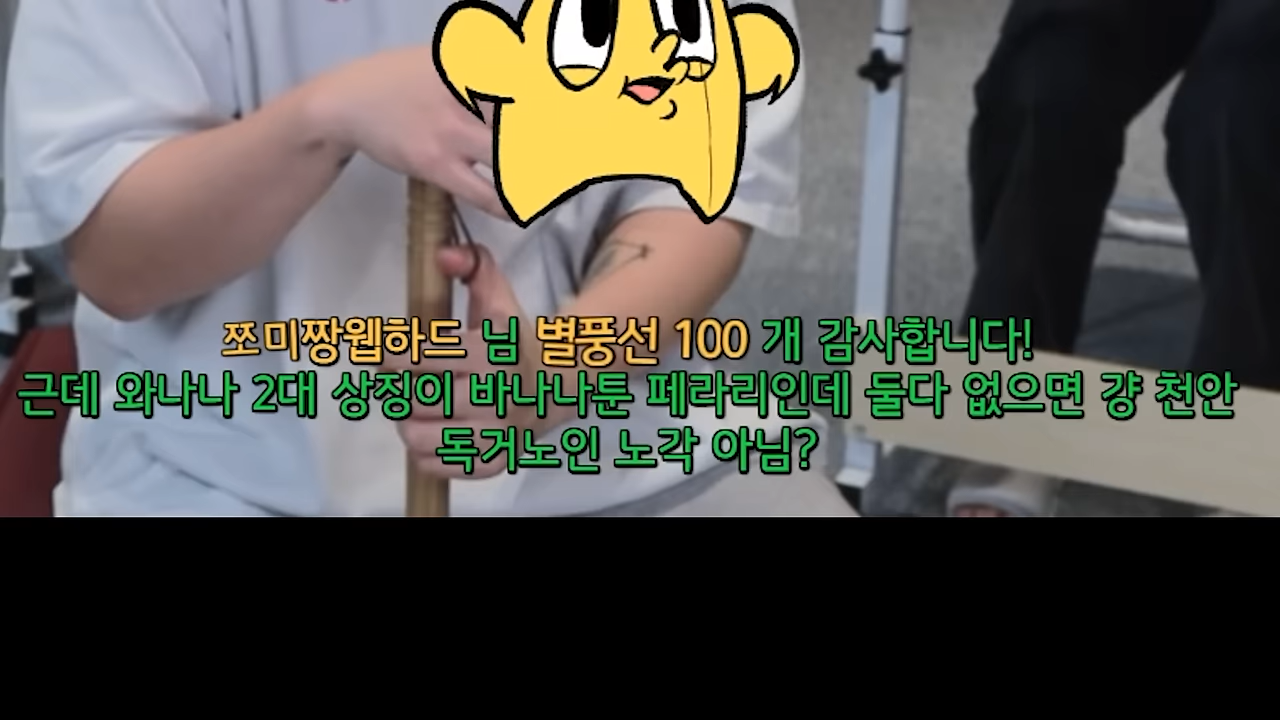 쪼미짱웹하드 님 별풍선 100 개 감사합니다!
근데 와나나 2대 상징이 바나나툰 페라리인데 둘다 없으면 걍 천안
독거노인 노각 아님?